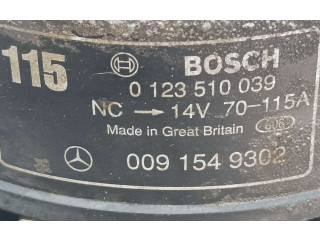 115
BOSCH
0 123 510 039
NC → 14V 70-115A
Made in Great Britain
009 154 9302